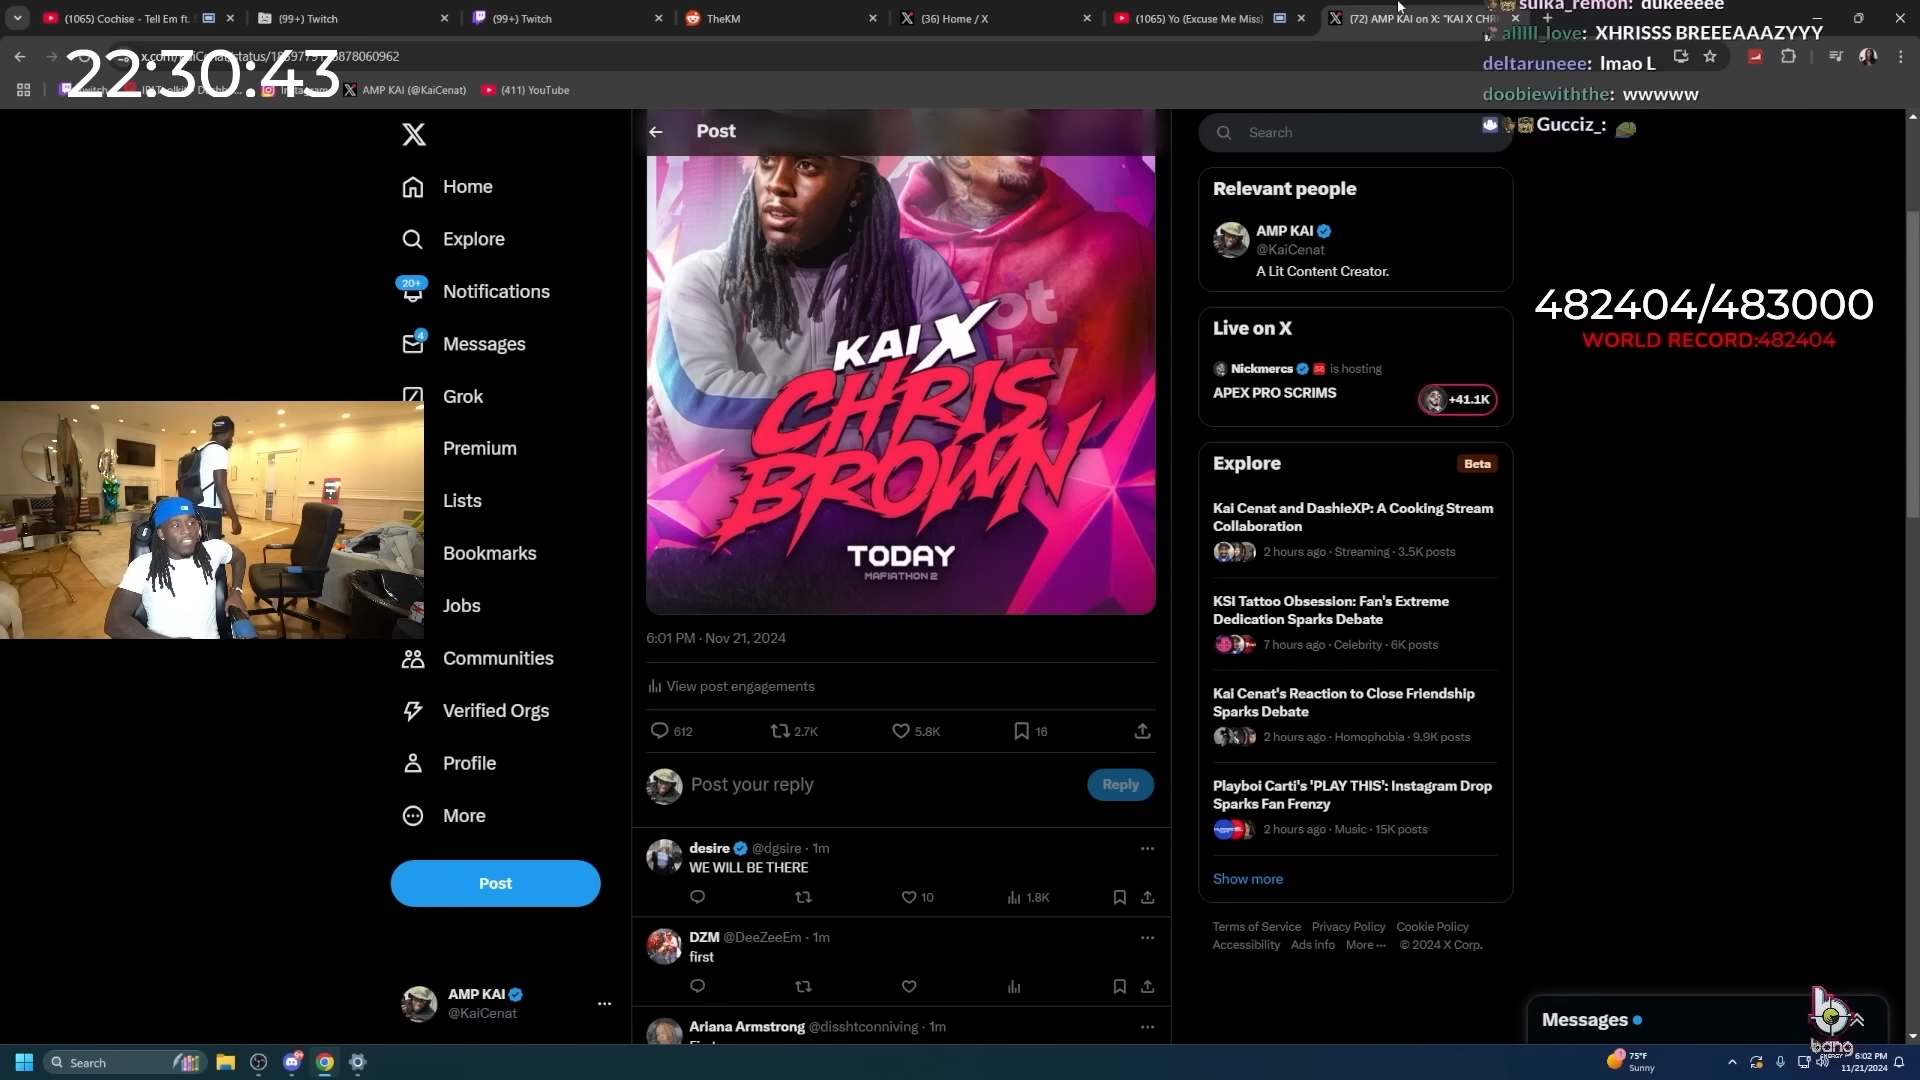 (1065) Cochise - Tell Em ft.
(99+) Twitch
(99+) Twitch
TheKM
(36) Home / X
(1065) Yo (Excuse Me Miss)
(72) AMP KAI on X: "KAI X CHRI
22:30:43
AMP KAI (@KaiCenat)
(411) YouTube
sulka_remon: dukeeeee
alllll_love: XHRISSS BREEEAAAZYYY
deltaruneee: lmao L
doobiewiththe: wwwww
Gucciz_:
Home
Explore
20+
Notifications
4
Messages
Grok
Premium
Lists
Bookmarks
Jobs
Communities
Verified Orgs
Profile
More
Post
AMP KAI
@KaiCenat
Post
KAI X
CHRIS
BROWN
TODAY
MAFIATHON 2
6:01 PM · Nov 21, 2024
View post engagements
612
2.7K
5.8K
16
Post your reply
Reply
desire @dgsire · 1m
WE WILL BE THERE
10
1.8K
DZM @DeeZeeEm · 1m
first
Ariana Armstrong @disshtconniving · 1m
Search
Relevant people
AMP KAI
@KaiCenat
A Lit Content Creator.
Live on X
Nickmercs is hosting
APEX PRO SCRIMS
+41.1K
Explore
Beta
Kai Cenat and DashieXP: A Cooking Stream
Collaboration
2 hours ago · Streaming · 3.5K posts
KSI Tattoo Obsession: Fan's Extreme
Dedication Sparks Debate
7 hours ago · Celebrity · 6K posts
Kai Cenat's Reaction to Close Friendship
Sparks Debate
2 hours ago · Homophobia · 9.9K posts
Playboi Carti's 'PLAY THIS': Instagram Drop
Sparks Fan Frenzy
2 hours ago · Music · 15K posts
Show more
Terms of Service Privacy Policy Cookie Policy
Accessibility Ads info More ··· © 2024 X Corp.
482404/483000
WORLD RECORD:482404
Messages
bang
ENERGY
Search
75°F
Sunny
6:02 PM
11/21/2024